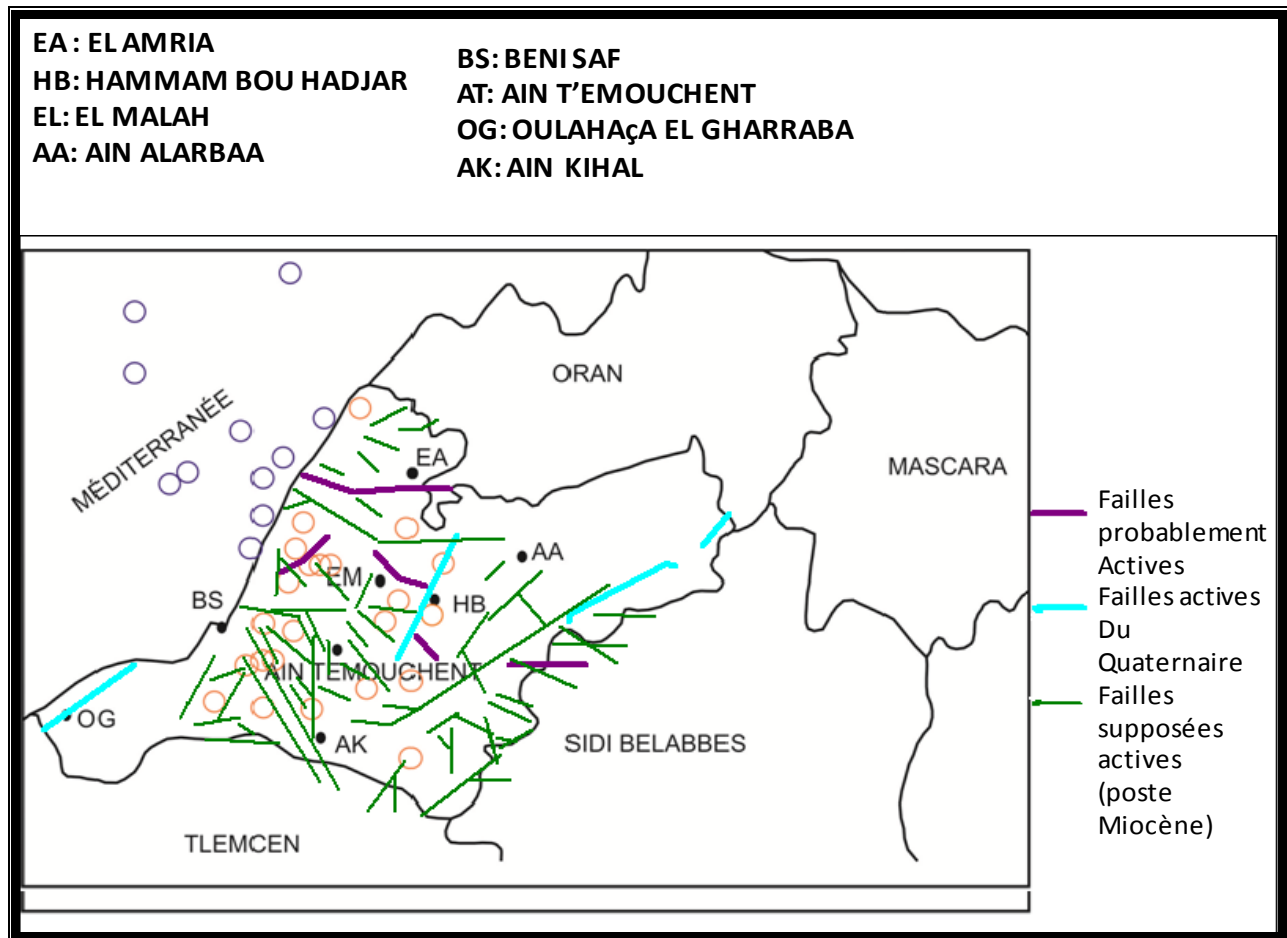 EA : EL AMRIA
HB: HAMMAM BOU HADJAR
EL: EL MALAH
AA: AIN ALARBAA
BS: BENI SAF
AT: AIN T’EMOUCHENT
OG: OULAHAçA EL GHARRABA
AK: AIN KIHAL
ORAN
MÉDITERRANÉE
EA
MASCARA
AA
EM
HB
BS
AIN TEMOUCHENT
OG
AK
SIDI BELABBES
TLEMCEN
Failles
probablement
Actives
Failles actives
Du
Quaternaire
Failles
supposées
actives
(poste
Miocène)